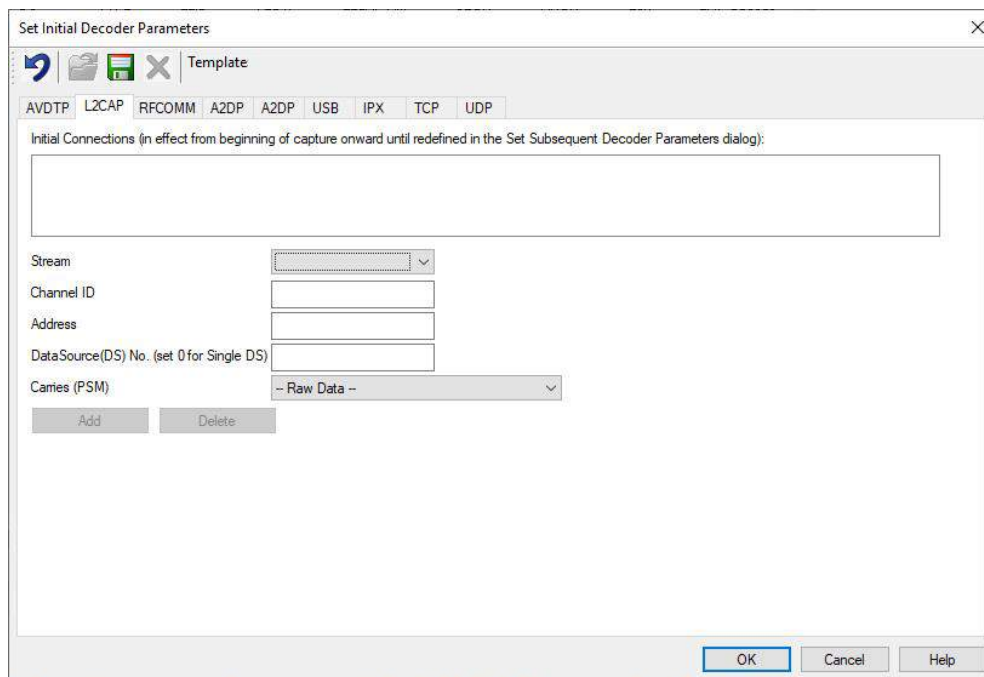 Set Initial Decoder Parameters
Template
AVDTP L2CAP RFCOMM A2DP A2DP USB IPX TCP UDP
Initial Connections (in effect from beginning of capture onward until redefined in the Set Subsequent Decoder Parameters dialog):
Stream
Channel ID
Address
DataSource(DS) No. (set 0 for Single DS)
Carries (PSM) -- Raw Data --
Add Delete
OK Cancel Help